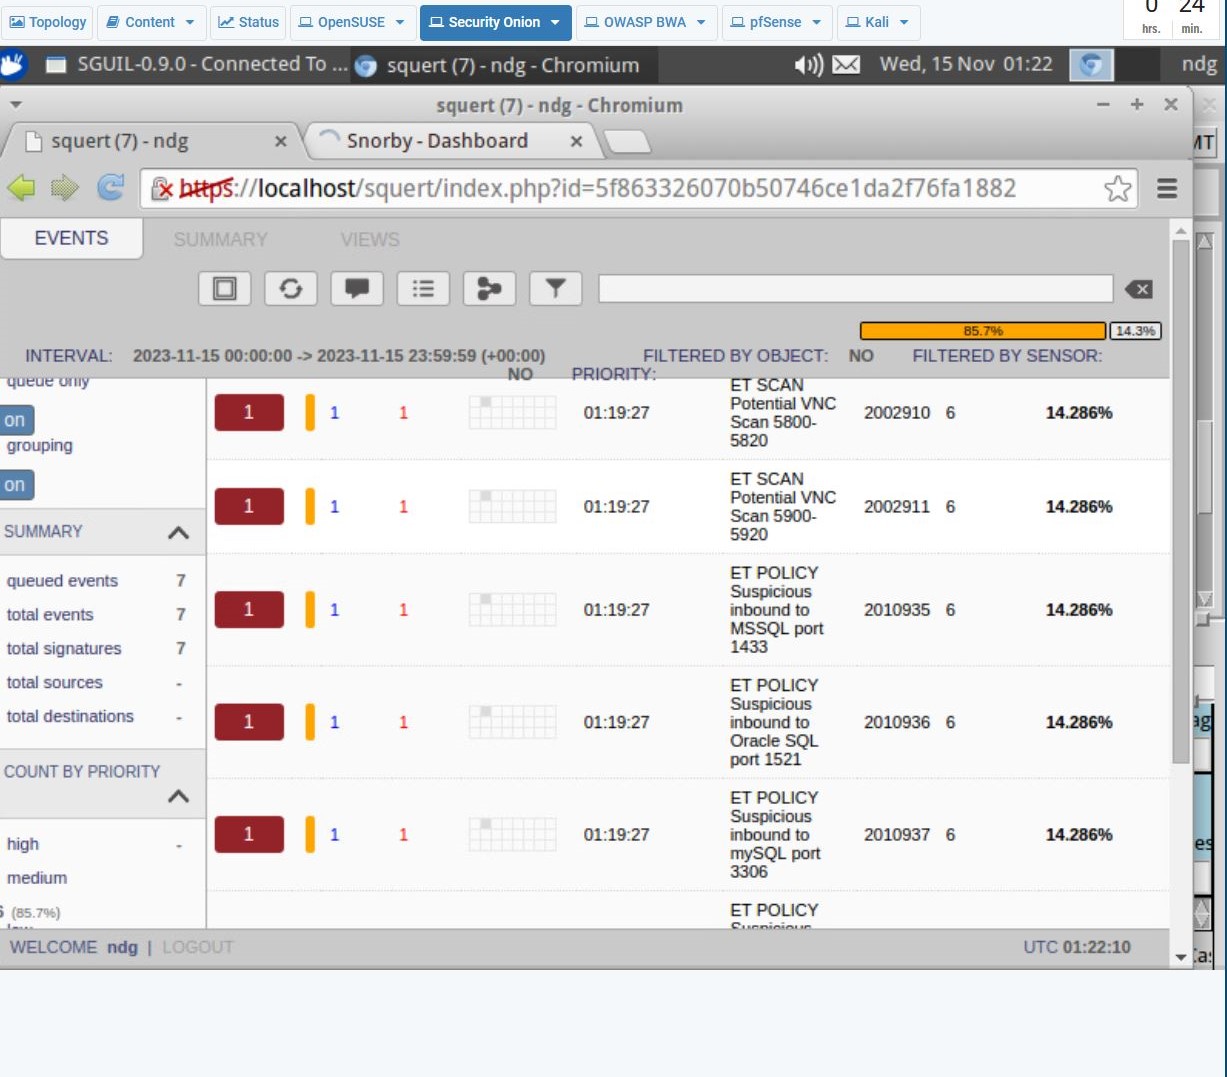 Topology Content Status OpenSUSE Security Onion OWASP BWA pfSense Kali
0 24
hrs. min.
SGUIL-0.9.0 - Connected To ... squert (7) - ndg - Chromium Wed, 15 Nov 01:22 ndg
squert (7) - ndg - Chromium
squert (7) - ndg Snorby - Dashboard
https://localhost/squert/index.php?id=5f863326070b50746ce1da2f76fa1882
EVENTS SUMMARY VIEWS
85.7% 14.3%
INTERVAL: 2023-11-15 00:00:00 -> 2023-11-15 23:59:59 (+00:00) FILTERED BY OBJECT: NO FILTERED BY SENSOR:
NO PRIORITY:
queue only
on
grouping
on
SUMMARY
queued events 7
total events 7
total signatures 7
total sources -
total destinations -
COUNT BY PRIORITY
high -
medium
(85.7%)
low
1 1 1 01:19:27 ET SCAN
Potential VNC
Scan 5800-
5820
2002910 6 14.286%
1 1 1 01:19:27 ET SCAN
Potential VNC
Scan 5900-
5920
2002911 6 14.286%
1 1 1 01:19:27 ET POLICY
Suspicious
inbound to
MSSQL port
1433
2010935 6 14.286%
1 1 1 01:19:27 ET POLICY
Suspicious
inbound to
Oracle SQL
port 1521
2010936 6 14.286%
1 1 1 01:19:27 ET POLICY
Suspicious
inbound to
mySQL port
3306
2010937 6 14.286%
ET POLICY
Suspicious
WELCOME ndg | LOGOUT UTC 01:22:10